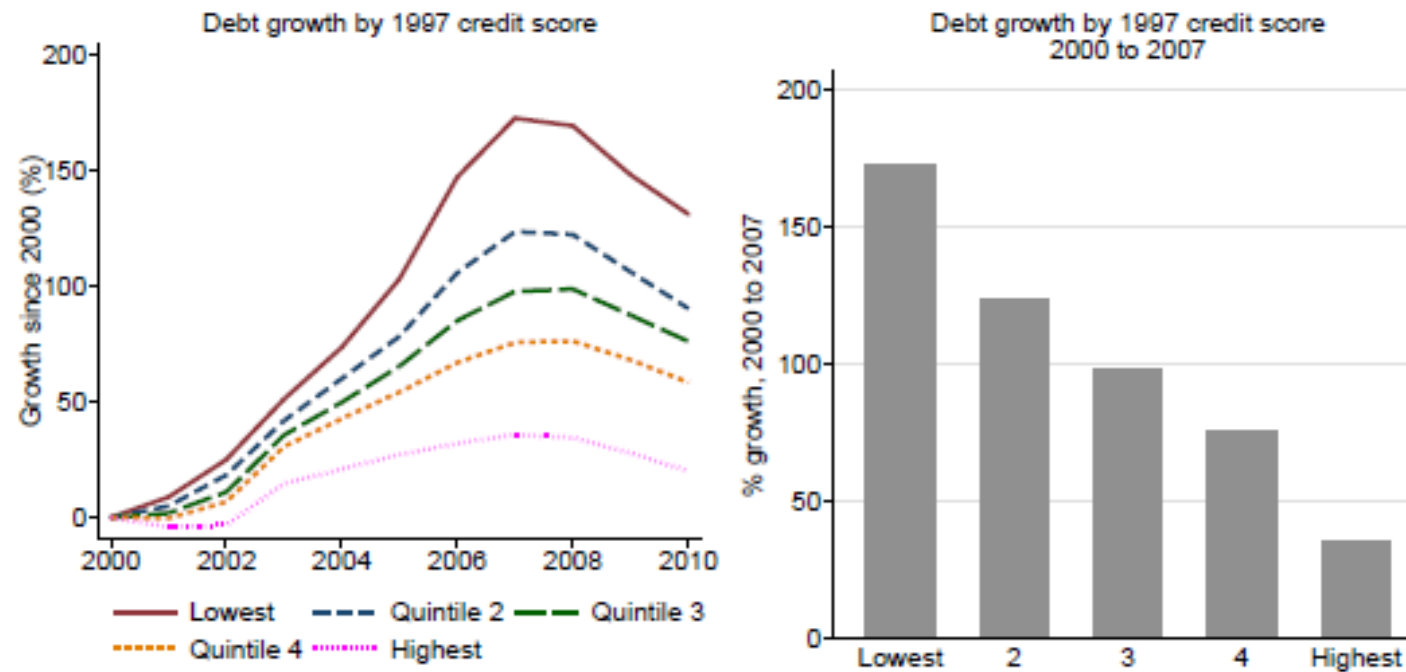 Debt growth by 1997 credit score
200
150
100
50
0
Growth since 2000 (%)
2000 2002 2004 2006 2008 2010
Lowest Quintile 2 Quintile 3
Quintile 4 Highest
Debt growth by 1997 credit score
2000 to 2007
200
150
100
50
0
% growth, 2000 to 2007
Lowest 2 3 4 Highest